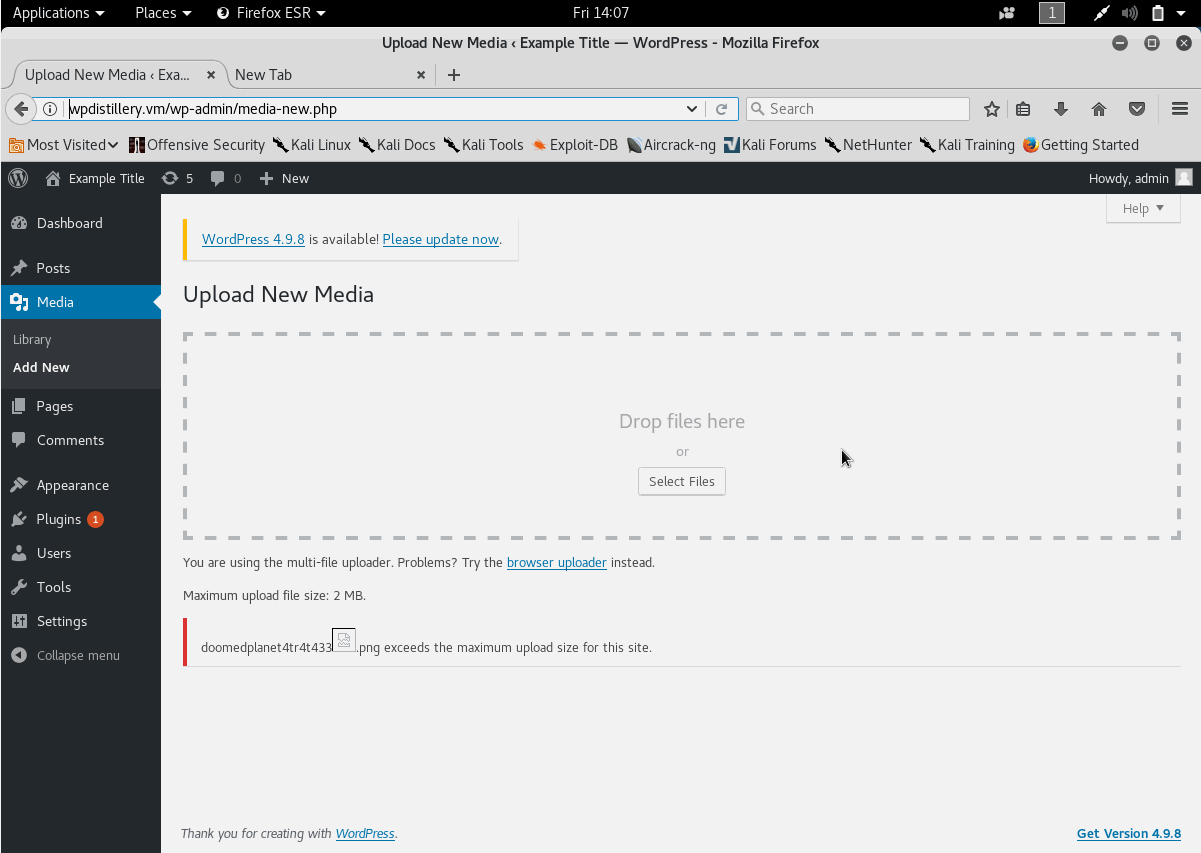 Applications Places Firefox ESR Fri 14:07 1
Upload New Media ‹ Example Title — WordPress - Mozilla Firefox
Upload New Media ‹ Exa... New Tab
wpdistillery.vm/wp-admin/media-new.php Search
Most Visited Offensive Security Kali Linux Kali Docs Kali Tools Exploit-DB Aircrack-ng Kali Forums NetHunter Kali Training Getting Started
Example Title 5 0 New Howdy, admin
Help
Dashboard
Posts
Media
Library
Add New
Pages
Comments
Appearance
Plugins 1
Users
Tools
Settings
Collapse menu
WordPress 4.9.8 is available! Please update now.
Upload New Media
Drop files here
or
Select Files
You are using the multi-file uploader. Problems? Try the browser uploader instead.
Maximum upload file size: 2 MB.
doomedplanet4tr4t433.png exceeds the maximum upload size for this site.
Thank you for creating with WordPress. Get Version 4.9.8